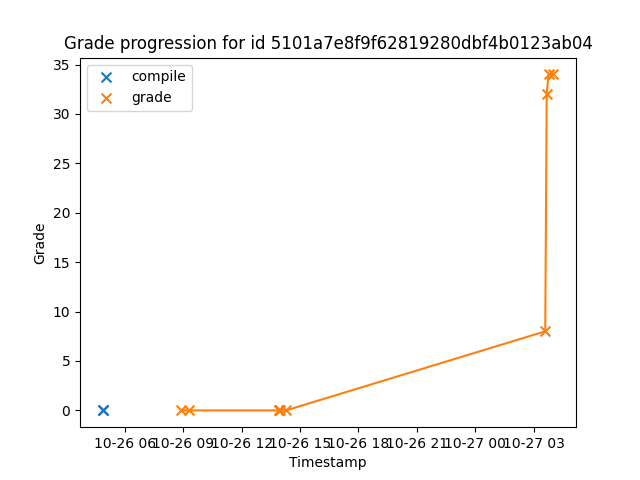 Grade progression for id 5101a7e8f9f62819280dbf4b0123ab04
compile
grade
35
30
25
20
15
10
5
0
Grade
10-26 06 10-26 09 10-26 12 10-26 15 10-26 18 10-26 21 10-27 00 10-27 03
Timestamp